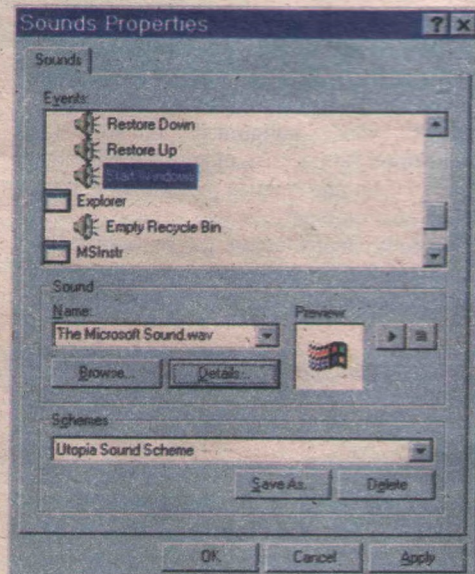 Sounds Properties
Sounds
Events:
Restore Down
Restore Up
Start Windows
Explorer
Empty Recycle Bin
MSInstr
Sound
Name:
Preview:
The Microsoft Sound.wav
Browse...
Details...
Schemes
Utopia Sound Scheme
Save As...
Delete
OK
Cancel
Apply